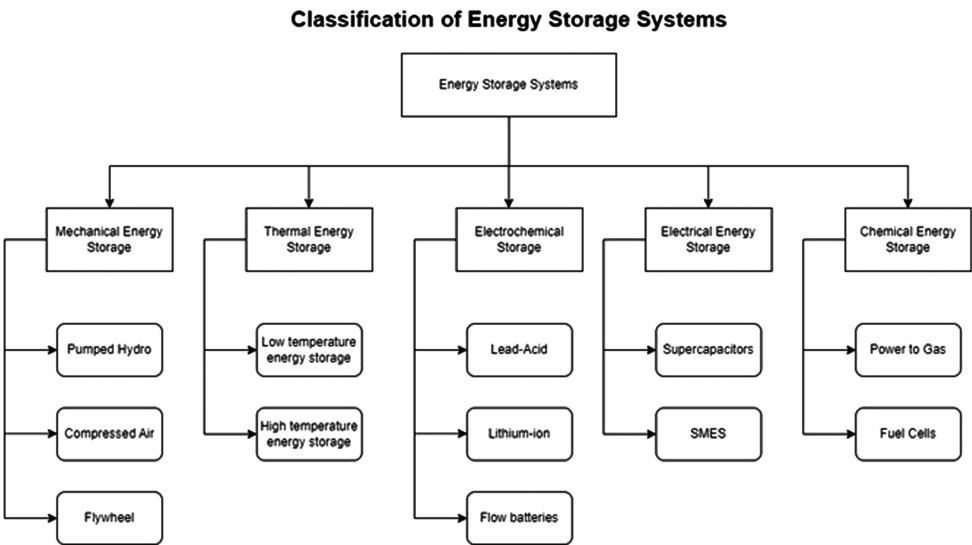 Classification of Energy Storage Systems
Energy Storage Systems
Mechanical Energy
Storage
Thermal Energy
Storage
Electrochemical
Storage
Electrical Energy
Storage
Chemical Energy
Storage
Pumped Hydro
Low temperature
energy storage
Lead-Acid
Supercapacitors
Power to Gas
Compressed Air
High temperature
energy storage
Lithium-ion
SMES
Fuel Cells
Flywheel
Flow batteries